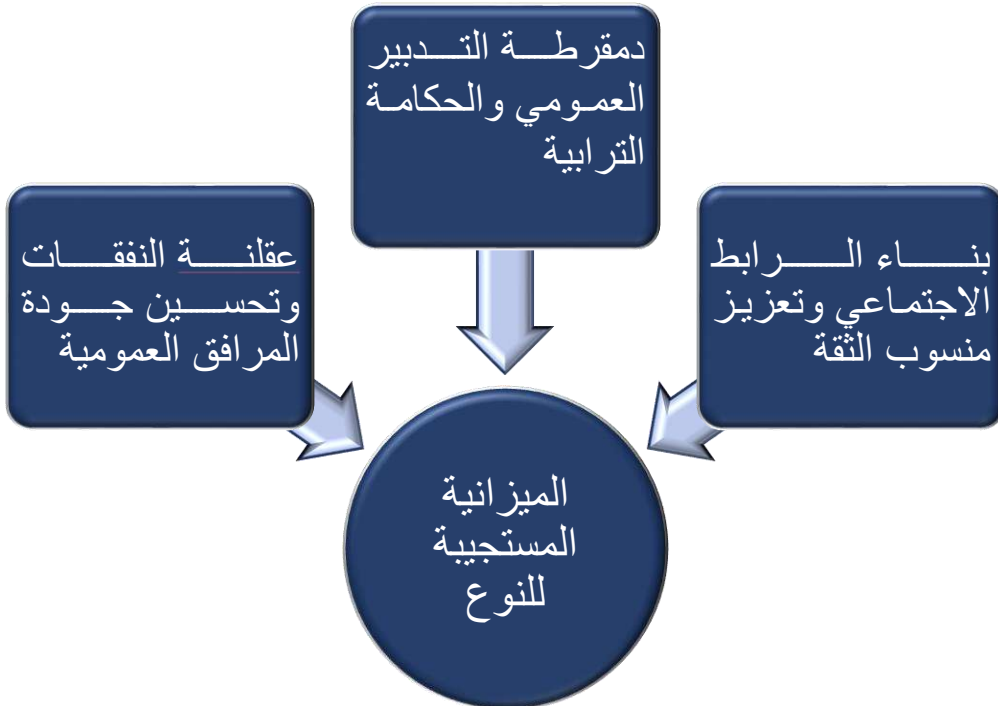 دمقرطة التدبير
العمومي والحكامة
الترابية
بناء الرابط
الاجتماعي وتعزيز
منسوب الثقة
عقلنة النفقات
وتحسين جودة
المرافق العمومية
الميزانية
المستجيبة
للنوع